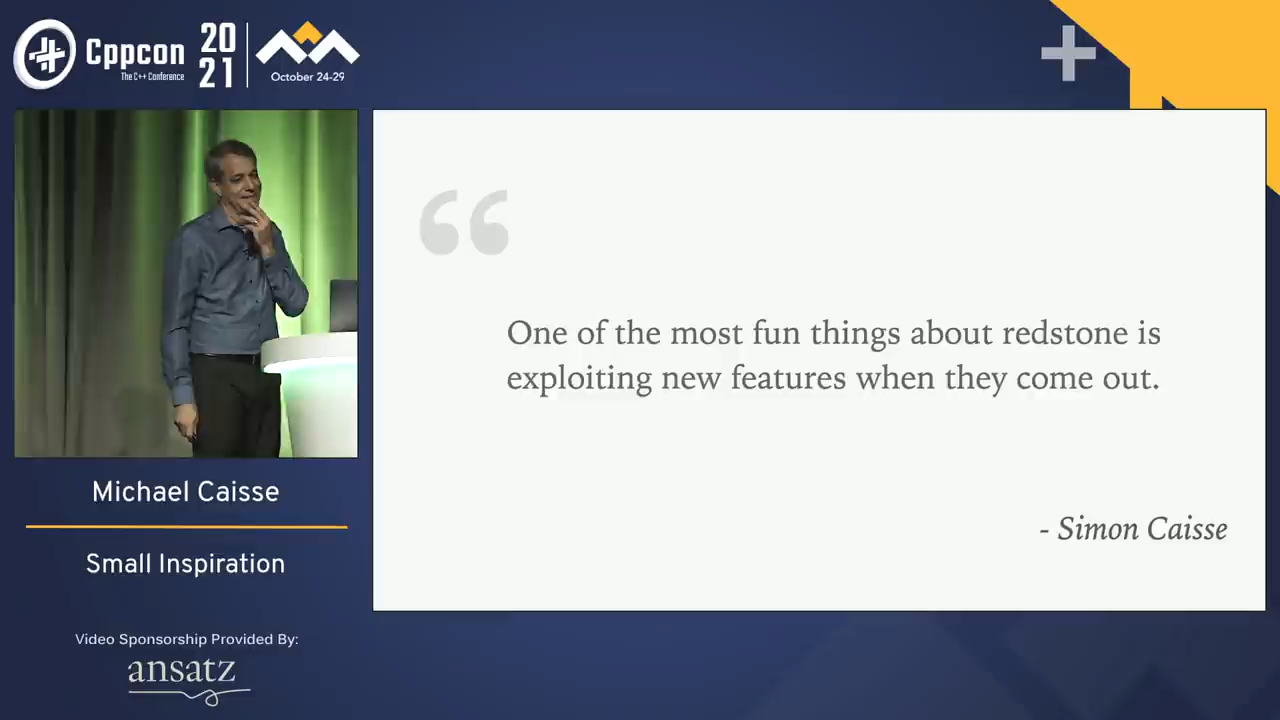 Cppcon
The C++ Conference
20
21
October 24-29
“
One of the most fun things about redstone is
exploiting new features when they come out.
- Simon Caisse
Michael Caisse
Small Inspiration
Video Sponsorship Provided By:
ansatz